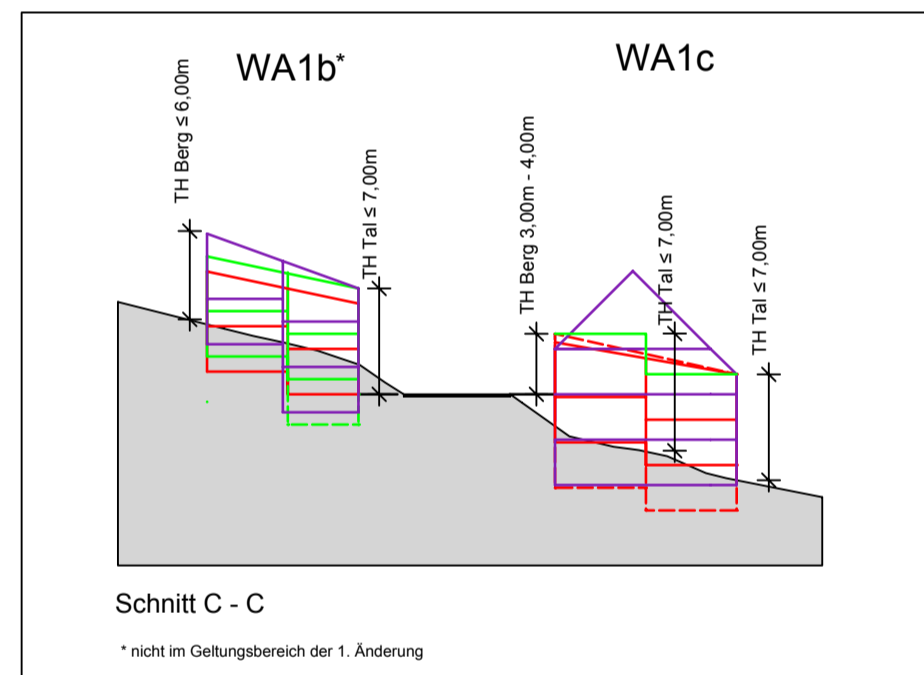 WA1b*
WA1c
TH Berg ≤ 6,00m
TH Tal ≤ 7,00m
TH Berg 3,00m - 4,00m
TH Tal ≤ 7,00m
TH Tal ≤ 7,00m
Schnitt C - C
* nicht im Geltungsbereich der 1. Änderung